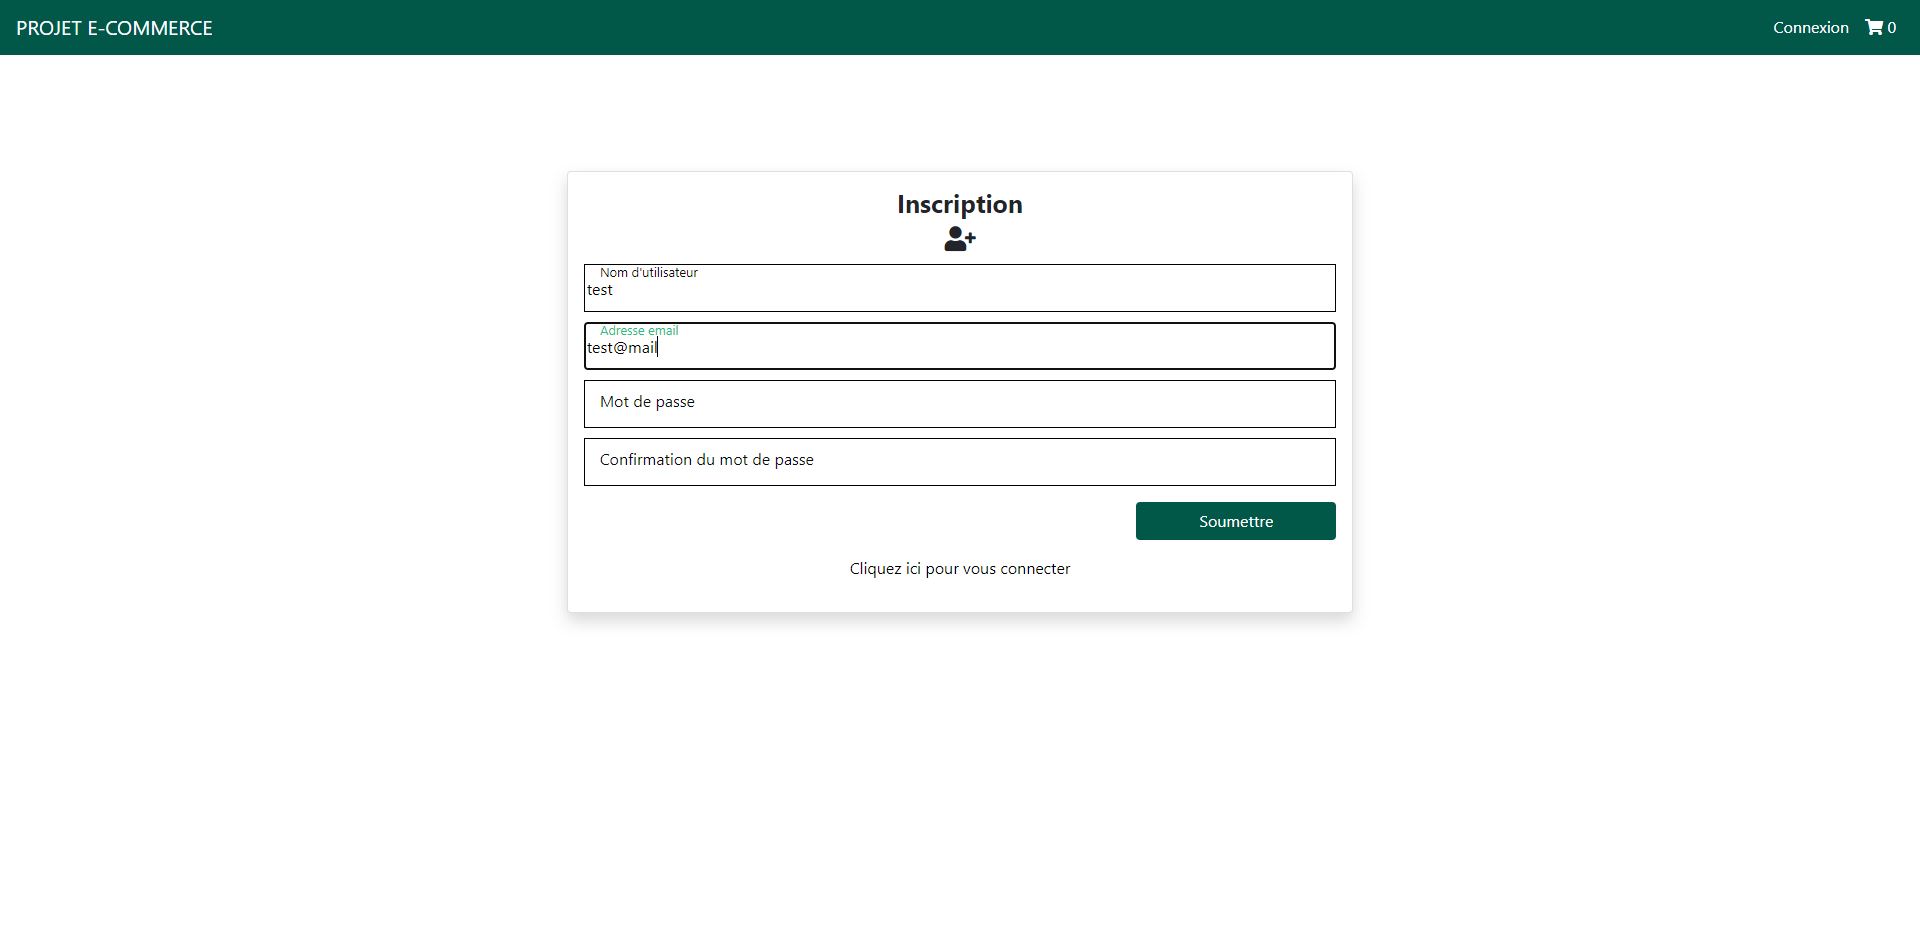 PROJET E-COMMERCE
Connexion 0
Inscription
Nom d'utilisateur
test
Adresse email
test@mail
Mot de passe
Confirmation du mot de passe
Soumettre
Cliquez ici pour vous connecter